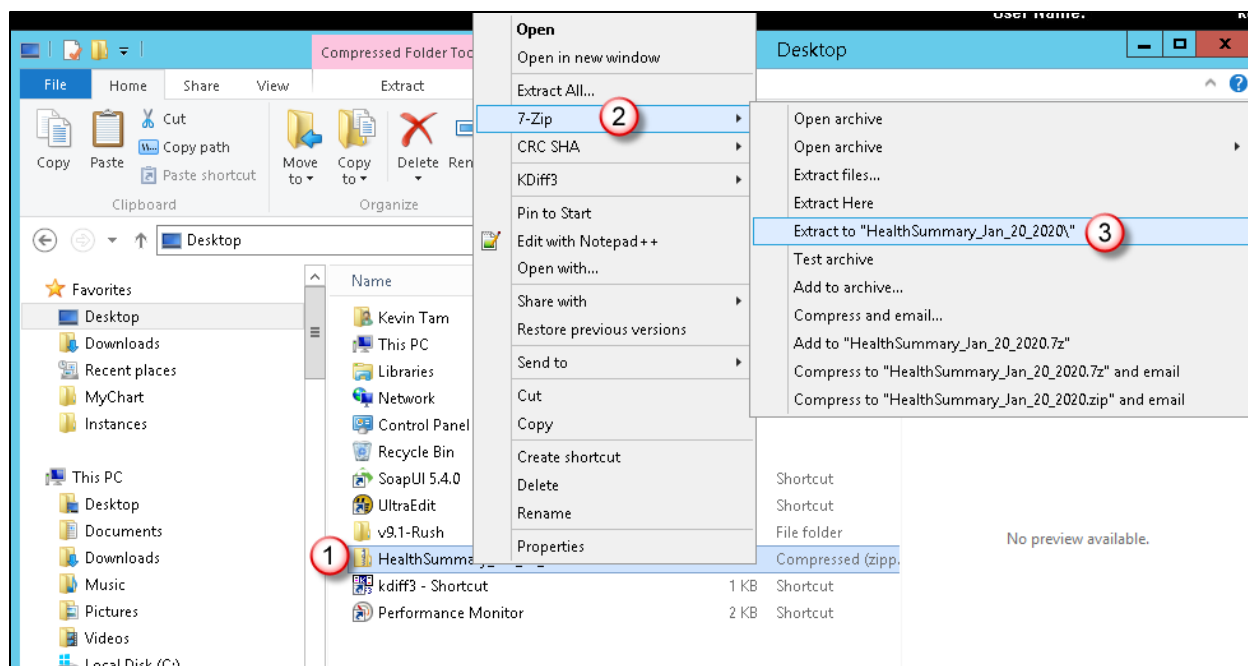 User Name:
Compressed Folder Too
Desktop
File Home Share View Extract
Copy
Paste
Cut
Copy path
Paste shortcut
Move to
Copy to
Delete
Ren
Clipboard
Organize
Desktop
Favorites
Desktop
Downloads
Recent places
MyChart
Instances
This PC
Desktop
Documents
Downloads
Music
Pictures
Videos
Local Disk (C:)
Name
Kevin Tam
This PC
Libraries
Network
Control Panel
Recycle Bin
SoapUI 5.4.0 Shortcut
UltraEdit Shortcut
v9.1-Rush File folder
1 HealthSumma Compressed (zipp.
kdiff3 - Shortcut 1 KB Shortcut
Performance Monitor 2 KB Shortcut
Open
Open in new window
Extract All...
7-Zip 2
CRC SHA
KDiff3
Pin to Start
Edit with Notepad++
Open with...
Share with
Restore previous versions
Send to
Cut
Copy
Create shortcut
Delete
Rename
Properties
Open archive
Open archive
Extract files...
Extract Here
Extract to "HealthSummary_Jan_20_2020\" 3
Test archive
Add to archive...
Compress and email...
Add to "HealthSummary_Jan_20_2020.7z"
Compress to "HealthSummary_Jan_20_2020.7z" and email
Compress to "HealthSummary_Jan_20_2020.zip" and email
No preview available.